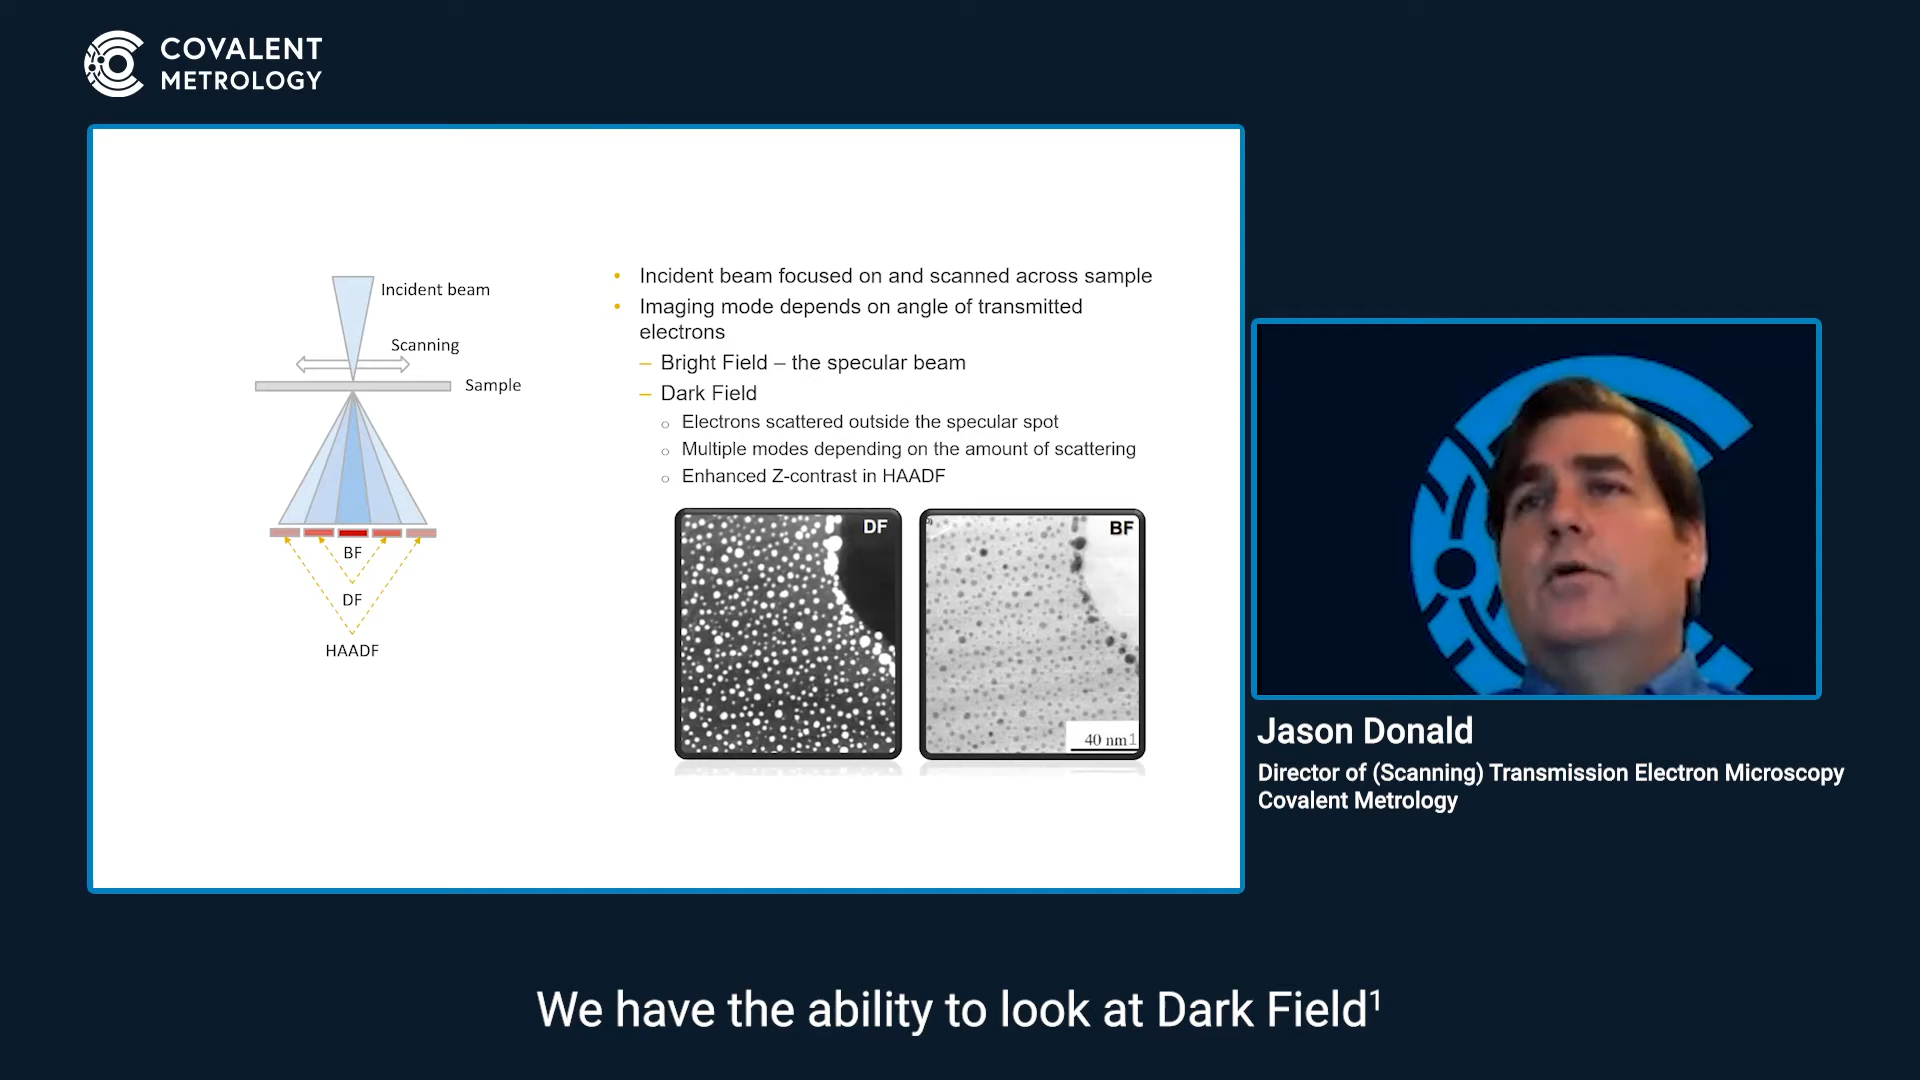 COVALENT
METROLOGY
Incident beam
Scanning
Sample
BF
DF
HAADF
• Incident beam focused on and scanned across sample
• Imaging mode depends on angle of transmitted
electrons
– Bright Field – the specular beam
– Dark Field
○ Electrons scattered outside the specular spot
○ Multiple modes depending on the amount of scattering
○ Enhanced Z-contrast in HAADF
DF
BF
40 nm1
Jason Donald
Director of (Scanning) Transmission Electron Microscopy
Covalent Metrology
We have the ability to look at Dark Field¹